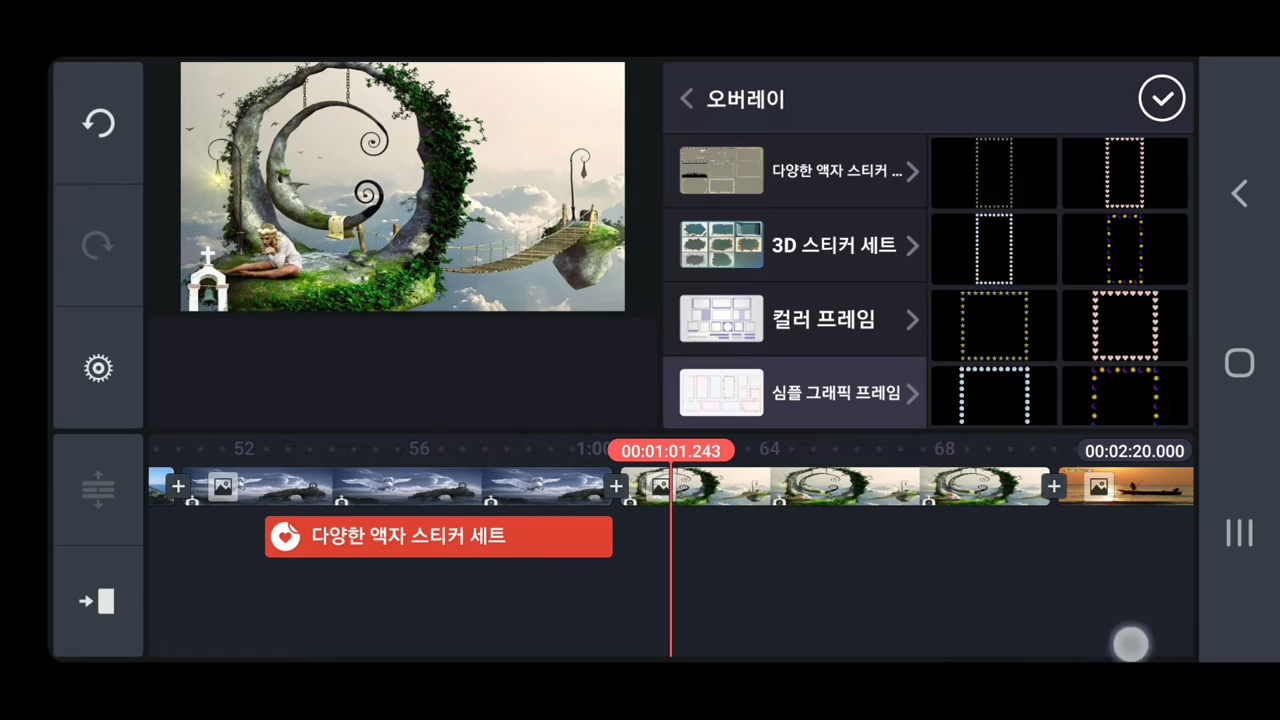 오버레이
다양한 액자 스티커 ...
3D 스티커 세트
컬러 프레임
심플 그래픽 프레임
52
56
1:00
00:01:01.243
64
68
00:02:20.000
다양한 액자 스티커 세트